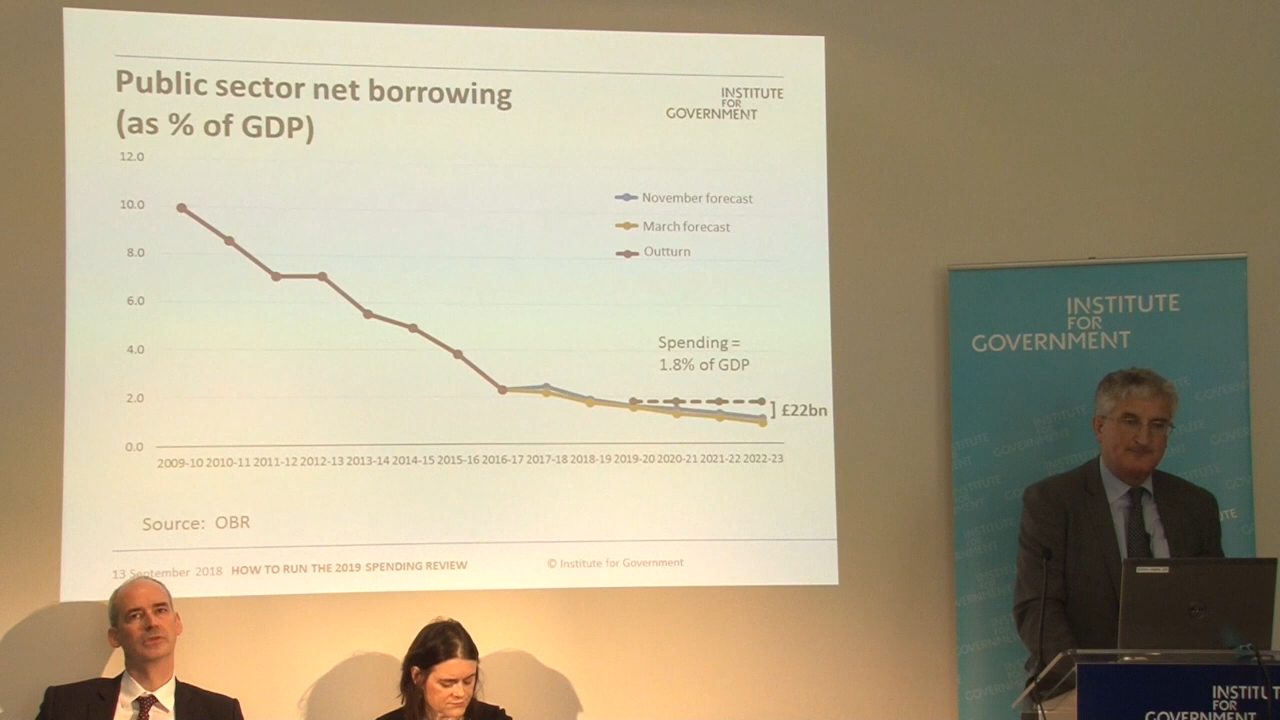 Public sector net borrowing
(as % of GDP)
INSTITUTE
FOR
GOVERNMENT
12.0
10.0
8.0
6.0
4.0
2.0
0.0
November forecast
March forecast
Outturn
Spending =
1.8% of GDP
£22bn
2009-10 2010-11 2011-12 2012-13 2013-14 2014-15 2015-16 2016-17 2017-18 2018-19 2019-20 2020-21 2021-22 2022-23
Source: OBR
13 September 2018 HOW TO RUN THE 2019 SPENDING REVIEW
© Institute for Government
INSTITUTE
FOR
GOVERNMENT
INSTITUT
FOR
GOVERNMENT